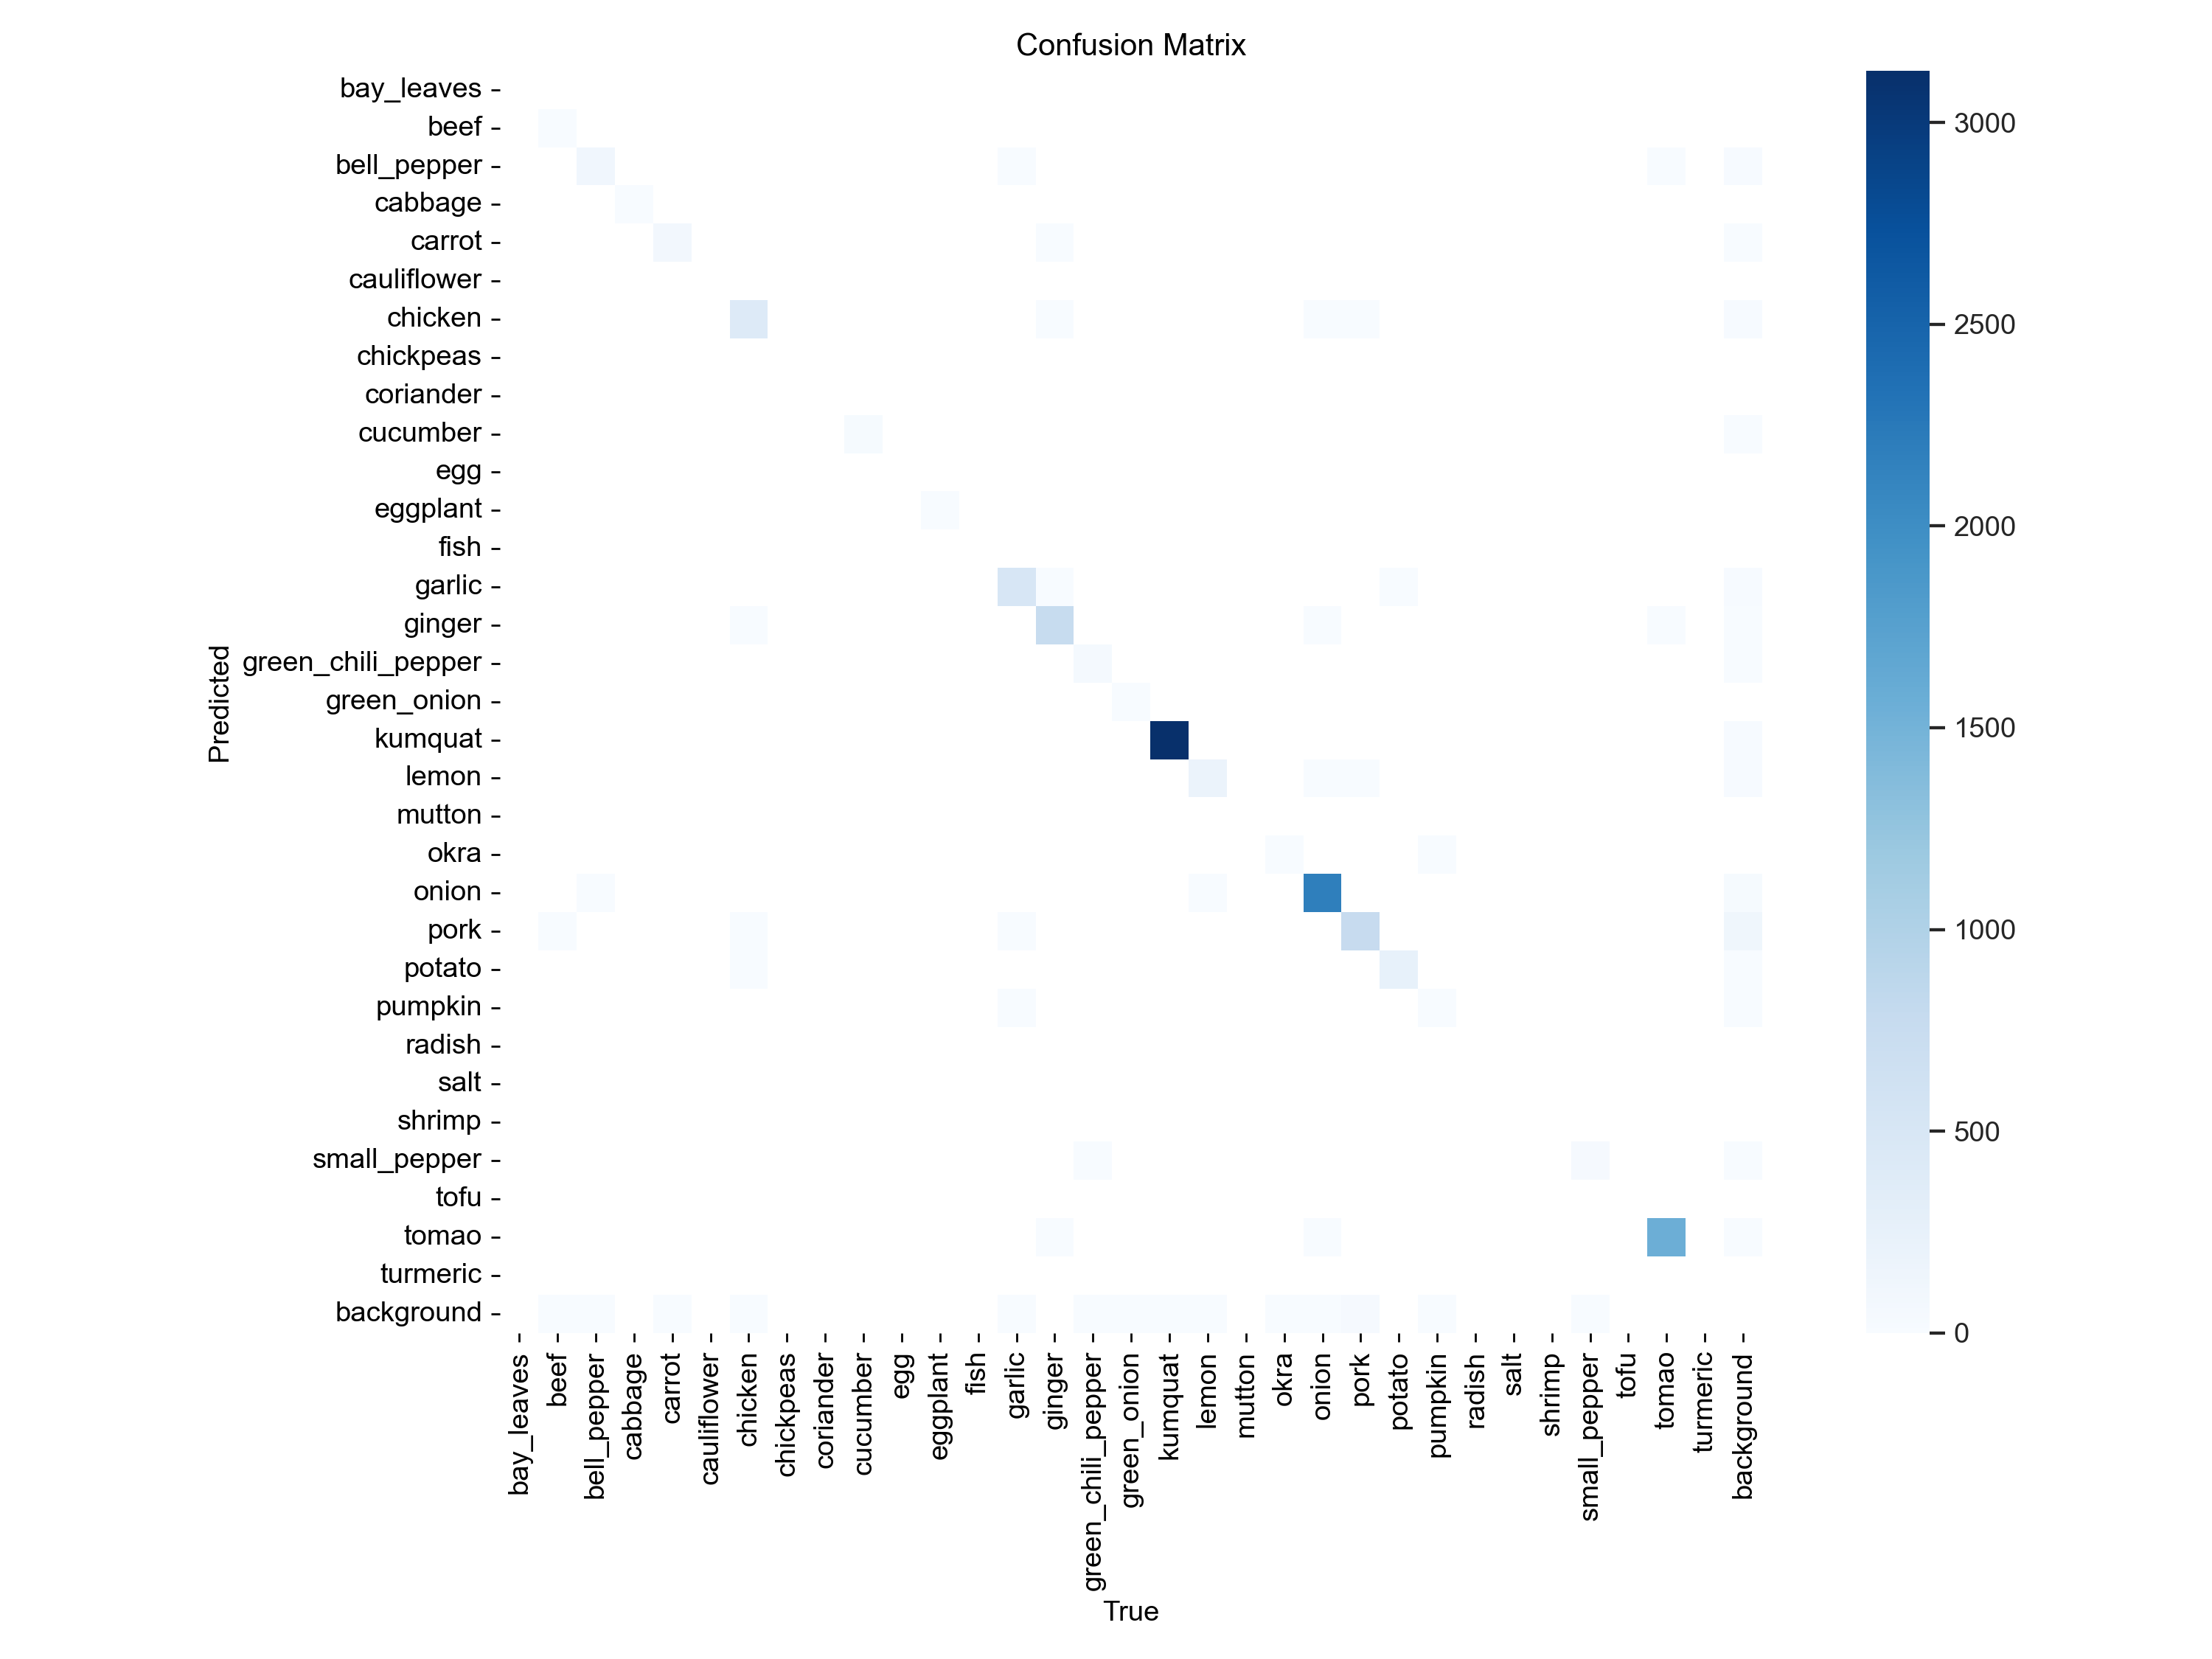 Confusion Matrix
bay_leaves
beef
bell_pepper
cabbage
carrot
cauliflower
chicken
chickpeas
coriander
cucumber
egg
eggplant
fish
garlic
ginger
green_chili_pepper
green_onion
kumquat
lemon
mutton
okra
onion
pork
potato
pumpkin
radish
salt
shrimp
small_pepper
tofu
tomao
turmeric
background
Predicted
bay_leaves
beef
bell_pepper
cabbage
carrot
cauliflower
chicken
chickpeas
coriander
cucumber
egg
eggplant
fish
garlic
ginger
green_chili_pepper
green_onion
kumquat
lemon
mutton
okra
onion
pork
potato
pumpkin
radish
salt
shrimp
small_pepper
tofu
tomao
turmeric
background
True
3000
2500
2000
1500
1000
500
0